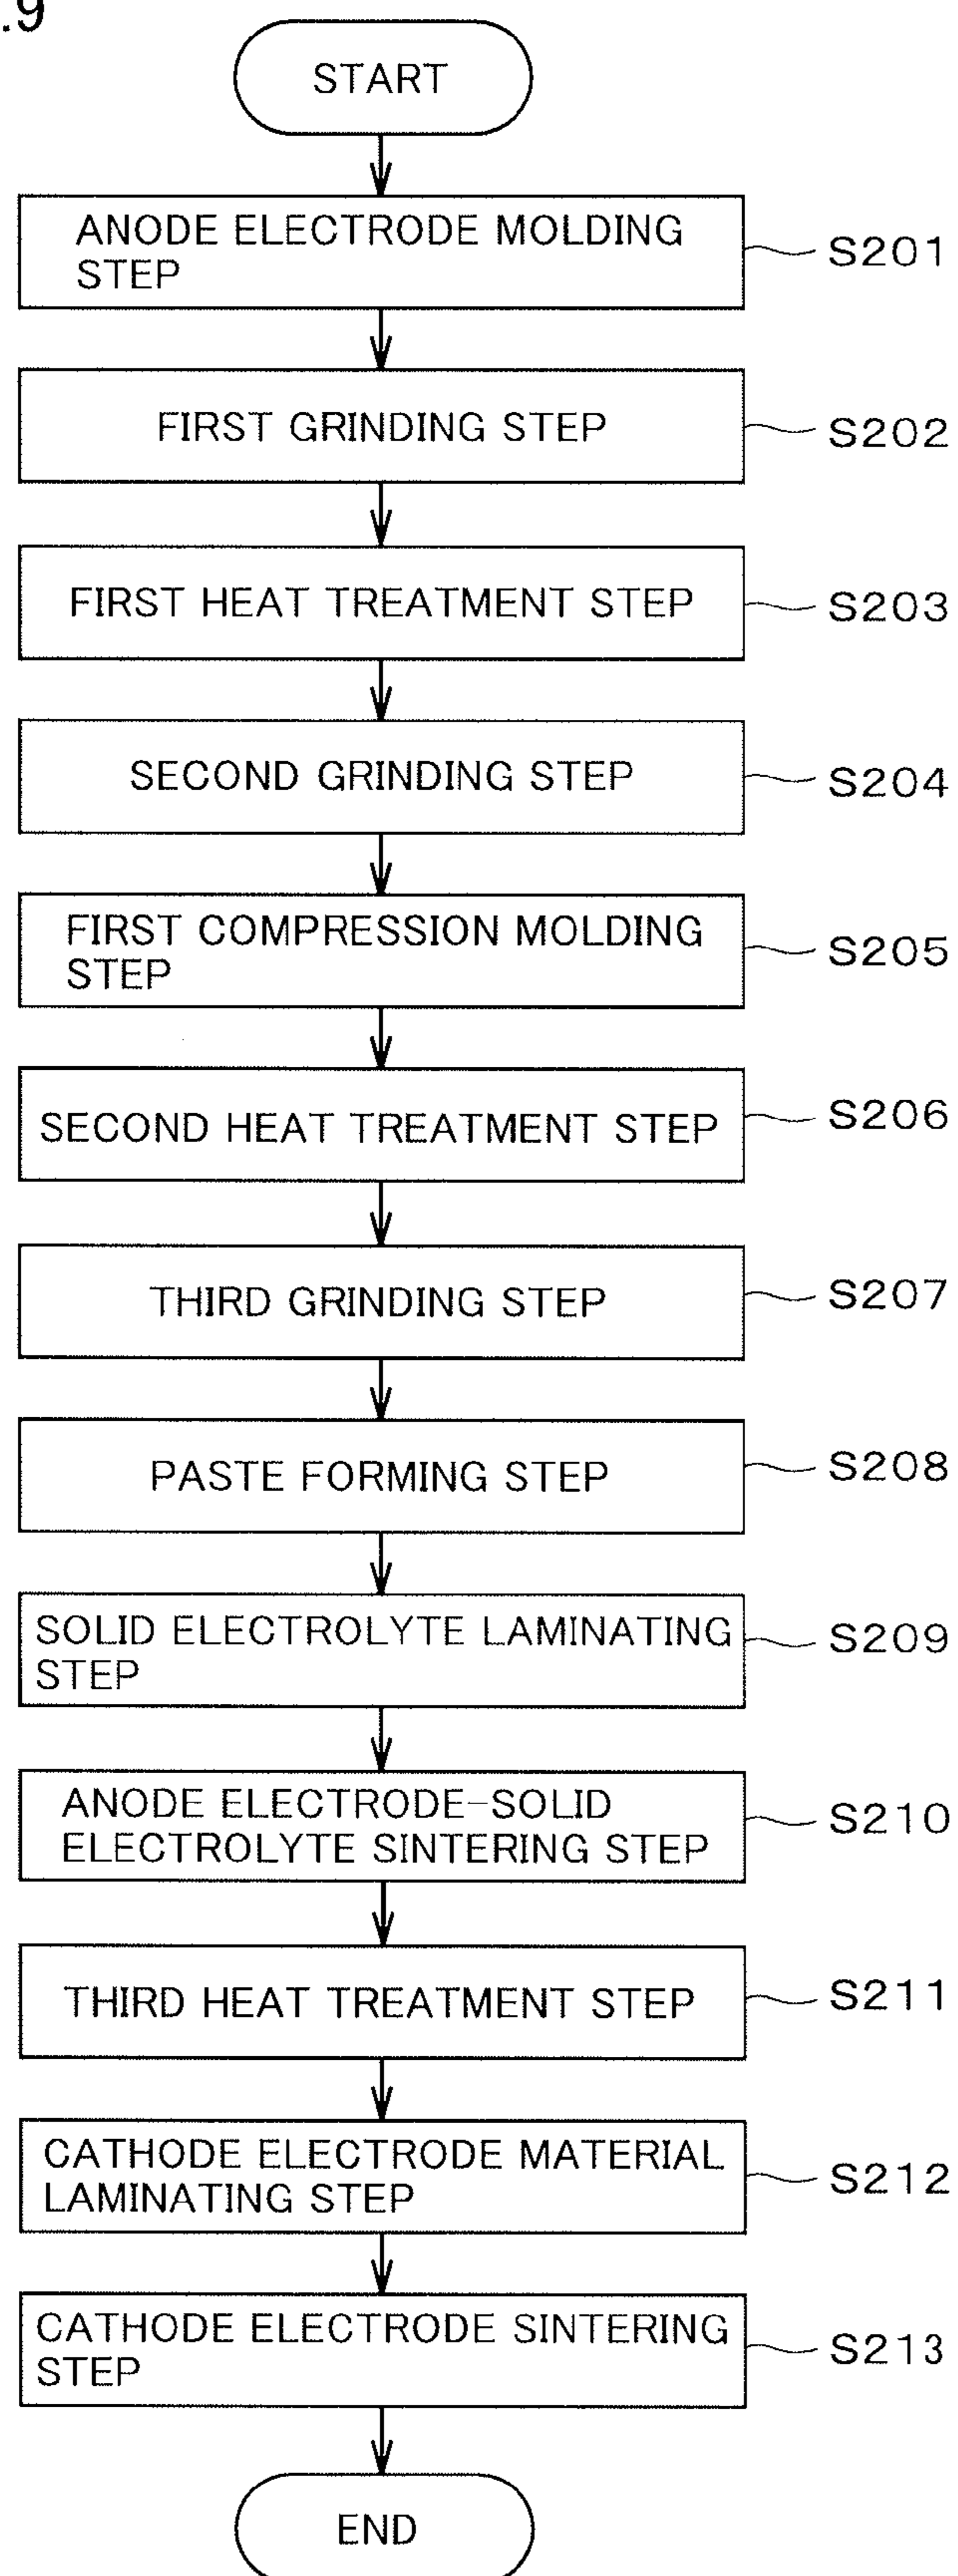 .9
START
ANODE ELECTRODE MOLDING
STEP
S201
FIRST GRINDING STEP
S202
FIRST HEAT TREATMENT STEP
S203
SECOND GRINDING STEP
S204
FIRST COMPRESSION MOLDING
STEP
S205
SECOND HEAT TREATMENT STEP
S206
THIRD GRINDING STEP
S207
PASTE FORMING STEP
S208
SOLID ELECTROLYTE LAMINATING
STEP
S209
ANODE ELECTRODE-SOLID
ELECTROLYTE SINTERING STEP
S210
THIRD HEAT TREATMENT STEP
S211
CATHODE ELECTRODE MATERIAL
LAMINATING STEP
S212
CATHODE ELECTRODE SINTERING
STEP
S213
END